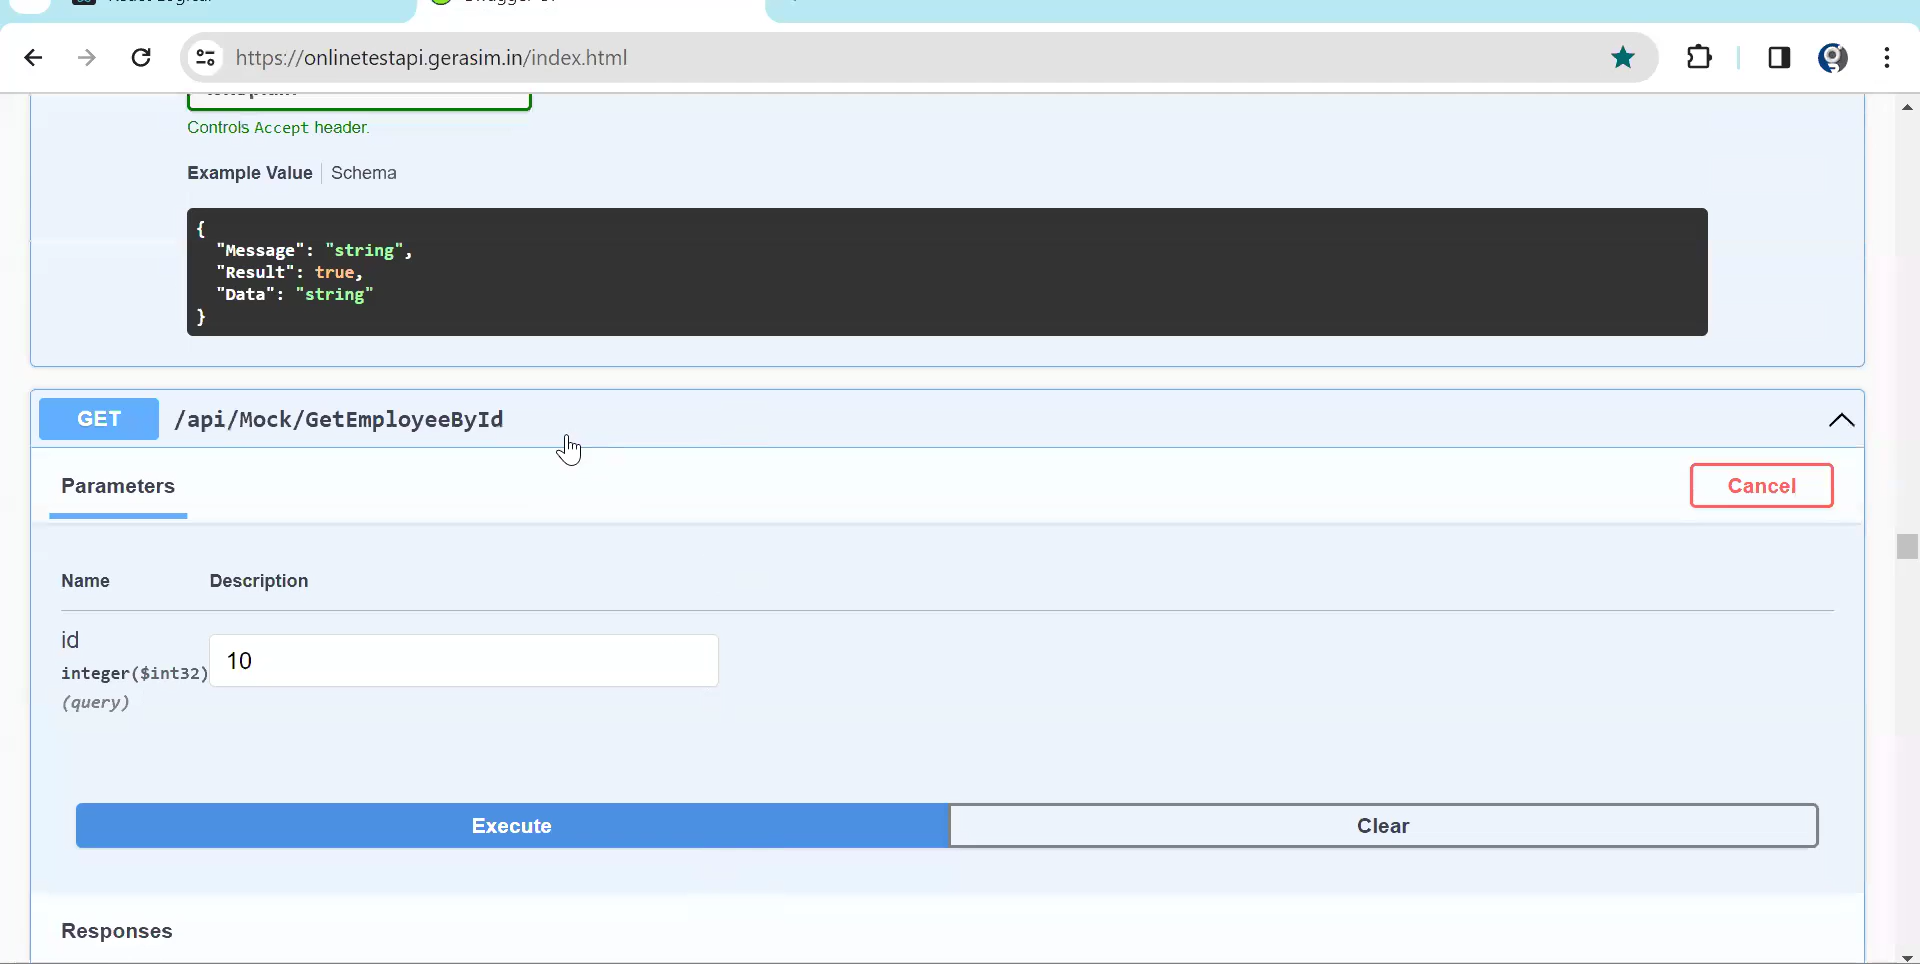 https://onlinetestapi.gerasim.in/index.html
Controls Accept header.
Example Value | Schema
{
"Message": "string",
"Result": true,
"Data": "string"
}
GET /api/Mock/GetEmployeeById
Parameters
Cancel
Name Description
id
integer($int32)
(query)
10
Execute
Clear
Responses